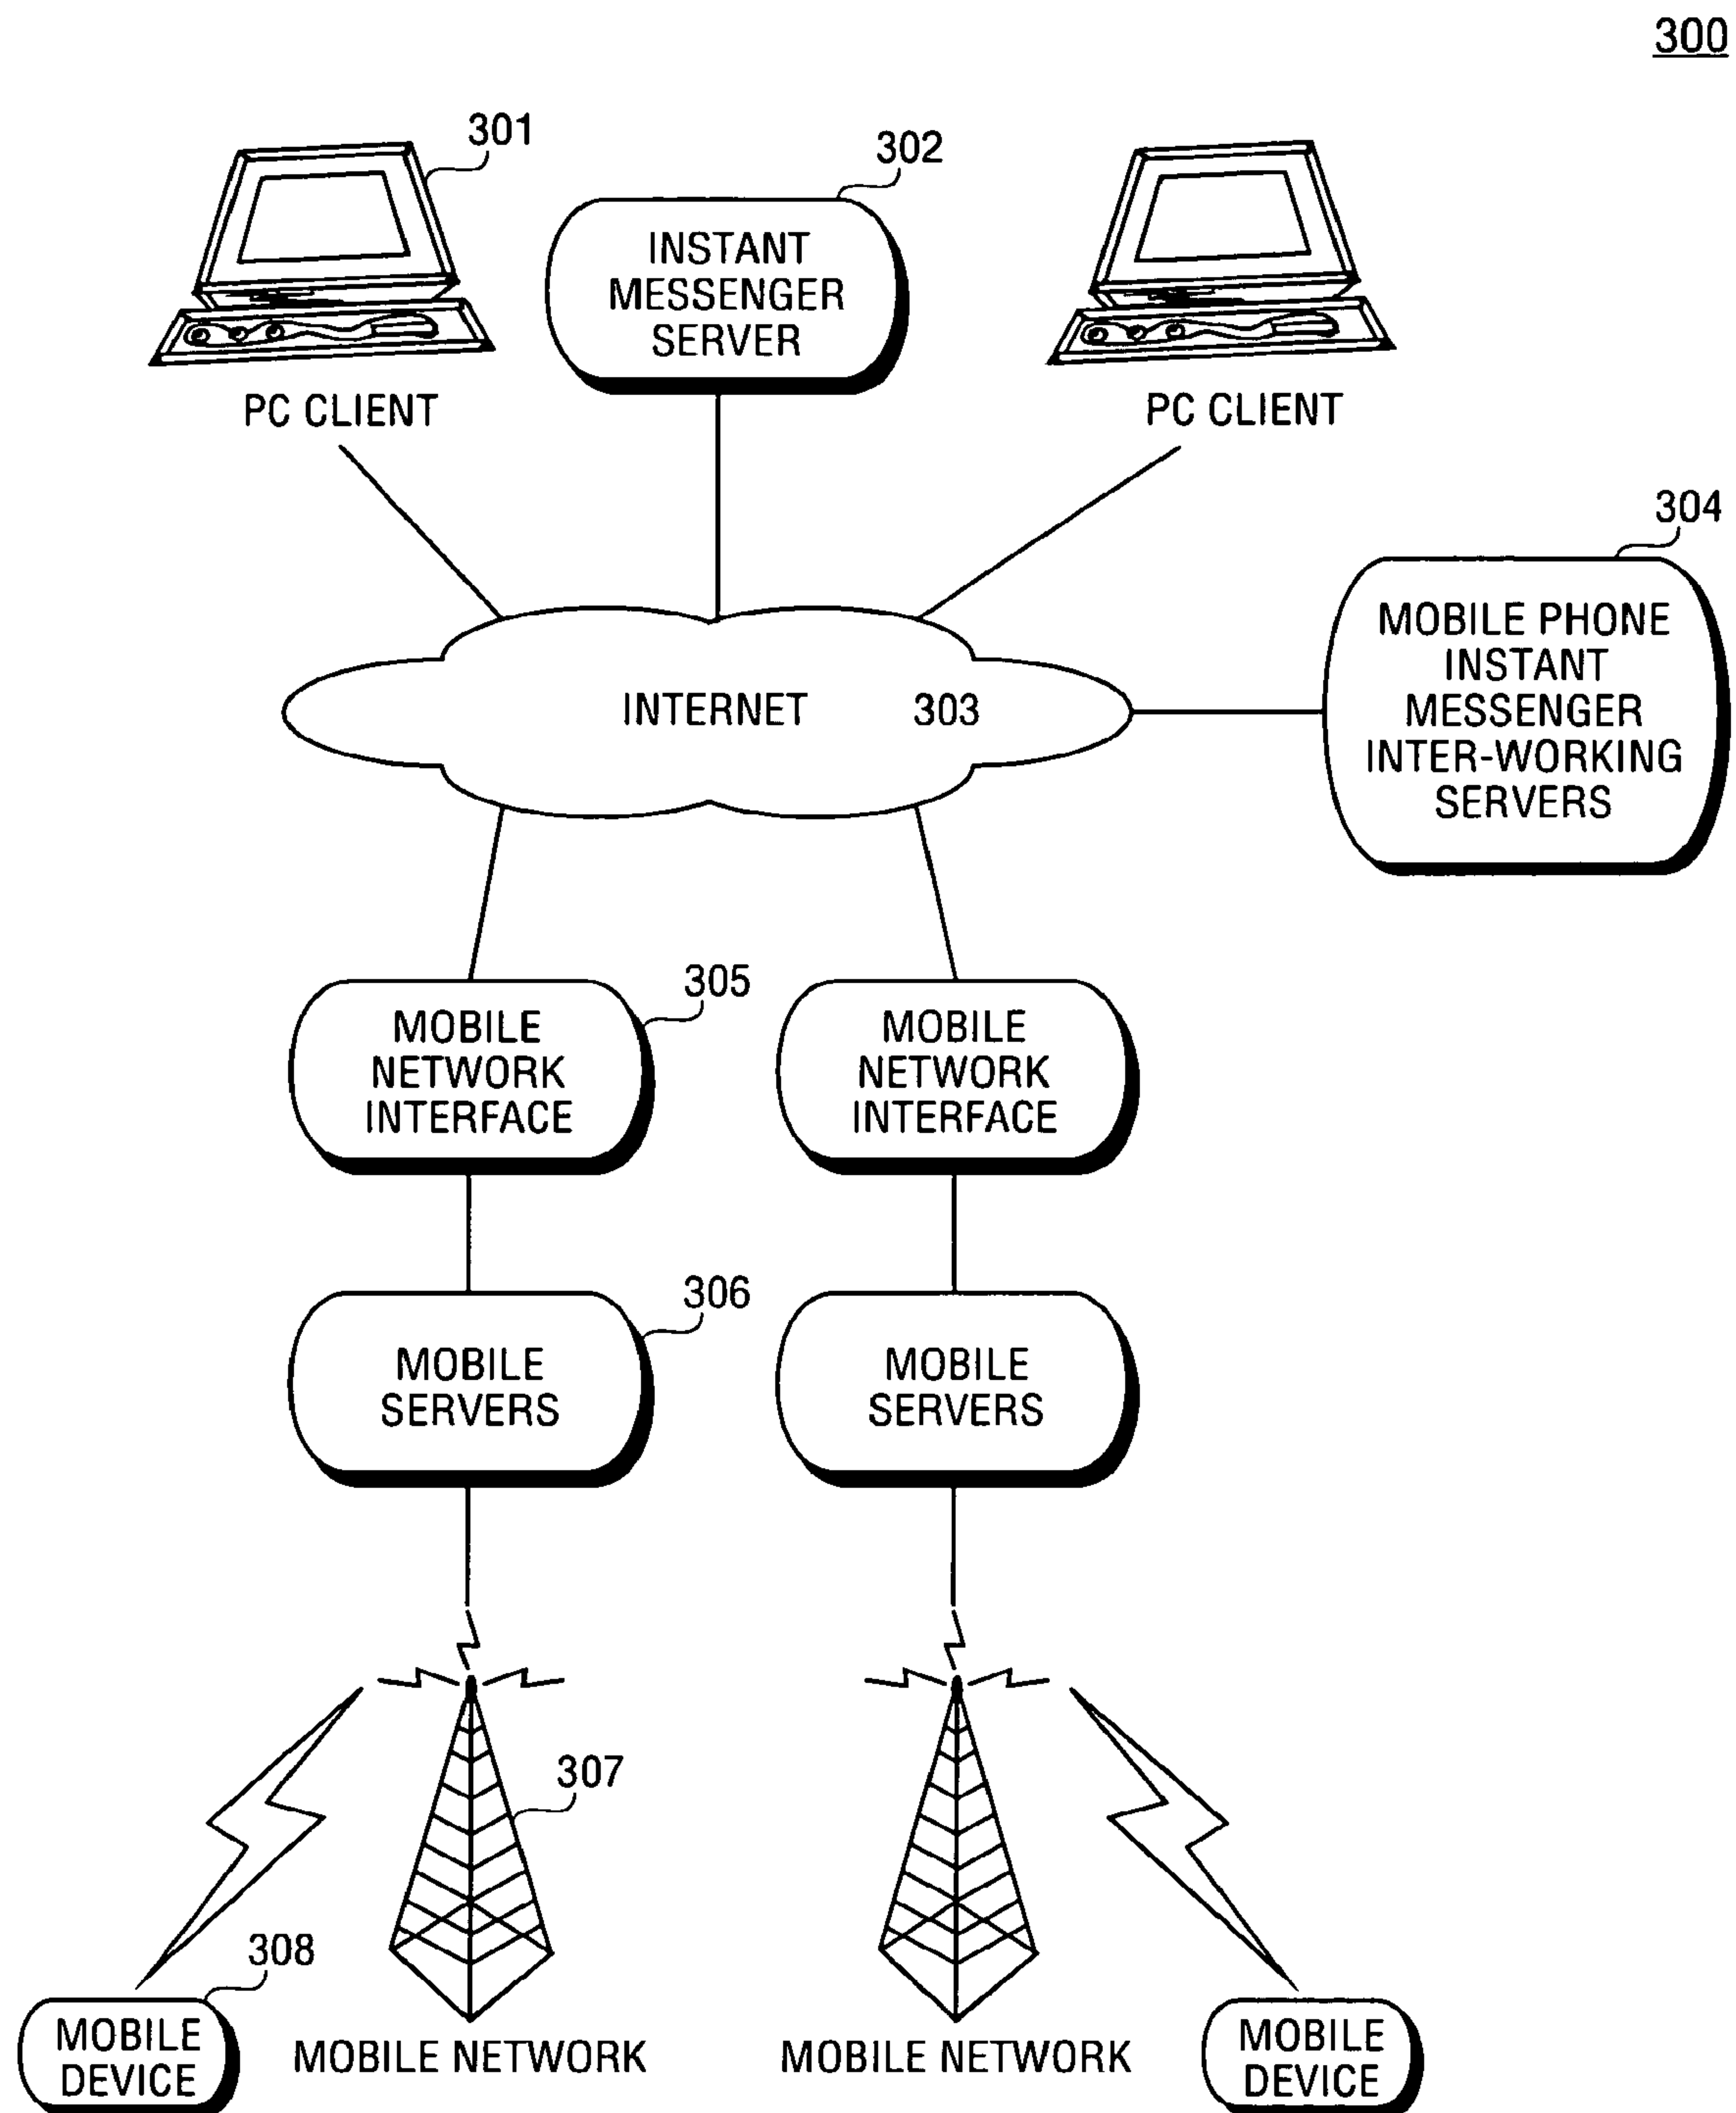 300
301
302
INSTANT
MESSENGER
SERVER
PC CLIENT
PC CLIENT
304
MOBILE PHONE
INSTANT
MESSENGER
INTER-WORKING
SERVERS
INTERNET 303
305
MOBILE
NETWORK
INTERFACE
MOBILE
NETWORK
INTERFACE
306
MOBILE
SERVERS
MOBILE
SERVERS
307
308
MOBILE
DEVICE
MOBILE NETWORK
MOBILE NETWORK
MOBILE
DEVICE